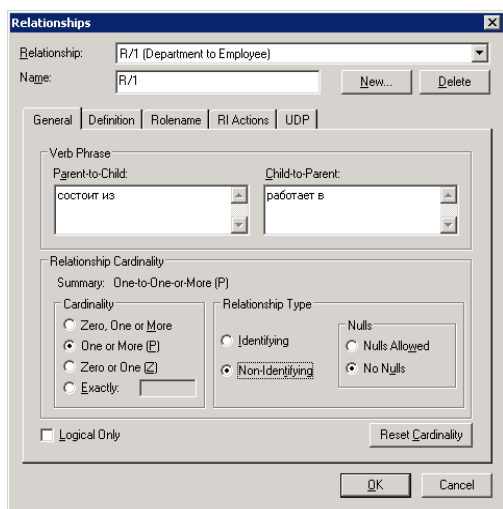 Relationships
Relationship: R/1 (Department to Employee)
Name: R/1 New... Delete
General Definition Rolename RI Actions UDP
Verb Phrase
Parent-to-Child: Child-to-Parent:
состоит из работает в
Relationship Cardinality
Summary: One-to-One-or-More (P)
Cardinality Relationship Type
Nulls
Zero, One or More
Identifying Nulls Allowed
One or More (P)
Non-Identifying No Nulls
Zero or One (Z)
Exactly:
Logical Only Reset Cardinality
OK Cancel